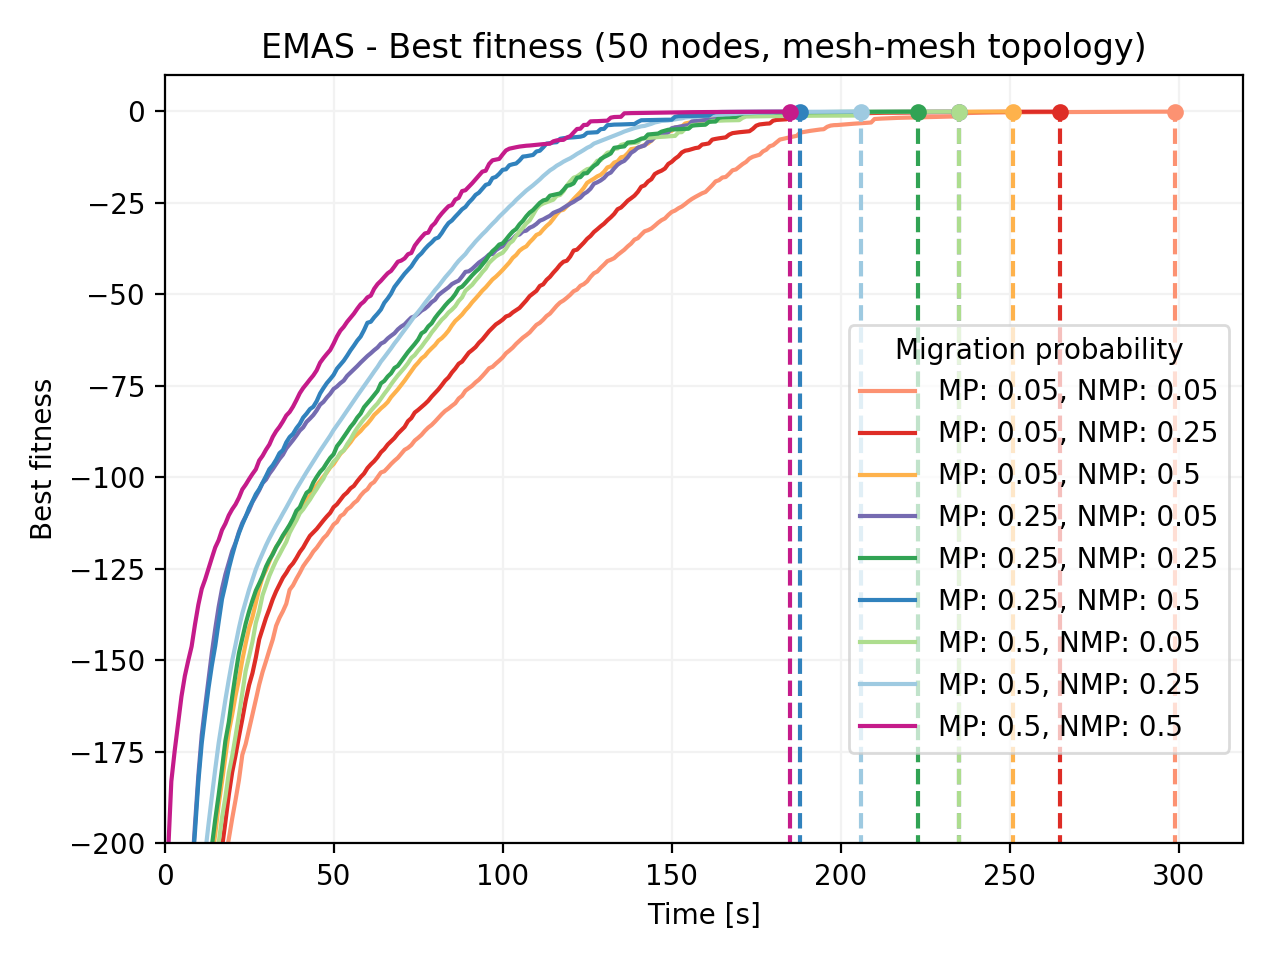 EMAS - Best fitness (50 nodes, mesh-mesh topology)
Best fitness
0
−25
−50
−75
−100
−125
−150
−175
−200
Migration probability
MP: 0.05, NMP: 0.05
MP: 0.05, NMP: 0.25
MP: 0.05, NMP: 0.5
MP: 0.25, NMP: 0.05
MP: 0.25, NMP: 0.25
MP: 0.25, NMP: 0.5
MP: 0.5, NMP: 0.05
MP: 0.5, NMP: 0.25
MP: 0.5, NMP: 0.5
0 50 100 150 200 250 300
Time [s]